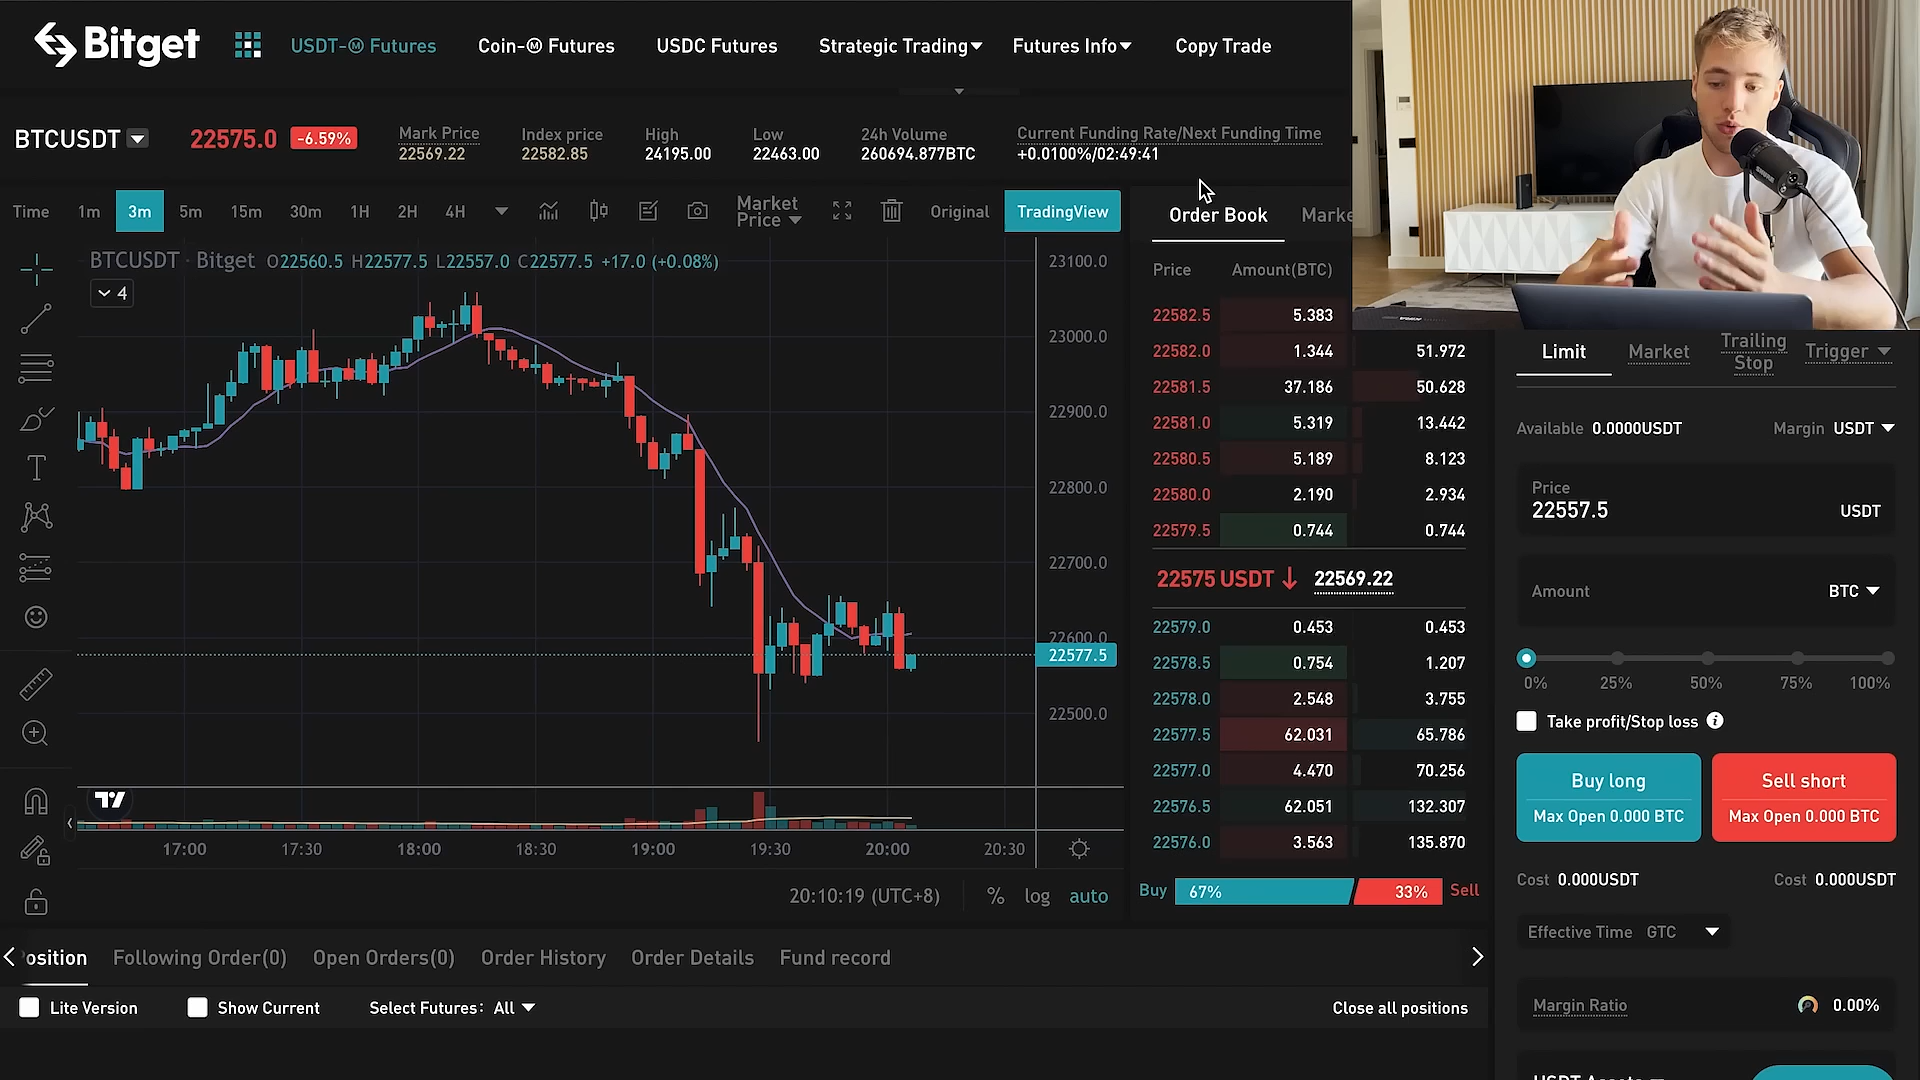 Bitget
USDT-Ⓜ Futures
Coin-Ⓜ Futures
USDC Futures
Strategic Trading
Futures Info
Copy Trade
BTCUSDT
22575.0
-6.59%
Mark Price
22569.22
Index price
22582.85
High
24195.00
Low
22463.00
24h Volume
260694.877BTC
Current Funding Rate/Next Funding Time
+0.0100%/02:49:41
Time 1m 3m 5m 15m 30m 1H 2H 4H
Market
Price
Original
TradingView
BTCUSDT · Bitget O22560.5 H22577.5 L22557.0 C22577.5 +17.0 (+0.08%)
4
23100.0
23000.0
22900.0
22800.0
22700.0
22600.0
22577.5
22500.0
17:00 17:30 18:00 18:30 19:00 19:30 20:00 20:30
20:10:19 (UTC+8) % log auto
Order Book Marke
Price Amount(BTC)
22582.5 5.383
22582.0 1.344 51.972
22581.5 37.186 50.628
22581.0 5.319 13.442
22580.5 5.189 8.123
22580.0 2.190 2.934
22579.5 0.744 0.744
22575 USDT ↓ 22569.22
22579.0 0.453 0.453
22578.5 0.754 1.207
22578.0 2.548 3.755
22577.5 62.031 65.786
22577.0 4.470 70.256
22576.5 62.051 132.307
22576.0 3.563 135.870
Buy 67% 33% Sell
SHURE
Limit
Market
Trailing
Stop
Trigger
Available 0.0000USDT
Margin USDT
Price
22557.5 USDT
Amount BTC
0% 25% 50% 75% 100%
Take profit/Stop loss
Buy long
Max Open 0.000 BTC
Sell short
Max Open 0.000 BTC
Cost 0.000USDT
Cost 0.000USDT
Effective Time GTC
Margin Ratio 0.00%
USDT Assets
osition Following Order(0) Open Orders(0) Order History Order Details Fund record
Lite Version Show Current Select Futures: All Close all positions